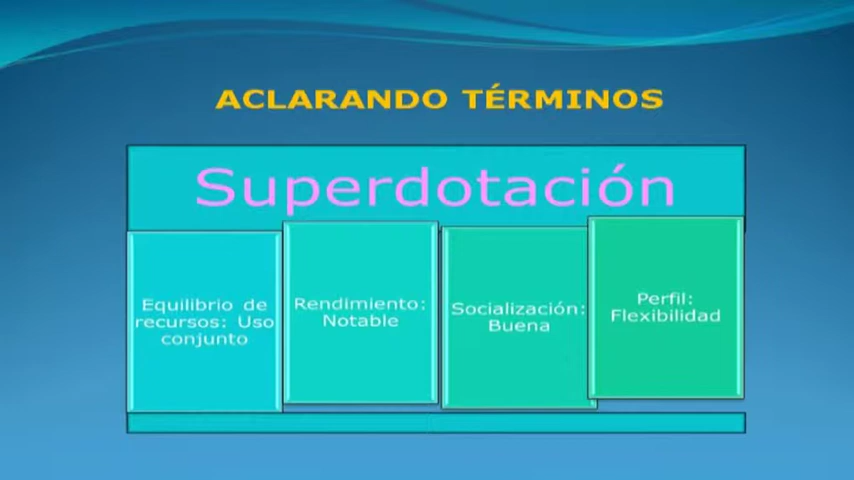 ACLARANDO TÉRMINOS
Superdotación
Equilibrio de
recursos: Uso
conjunto
Rendimiento:
Notable
Socialización:
Buena
Perfil:
Flexibilidad